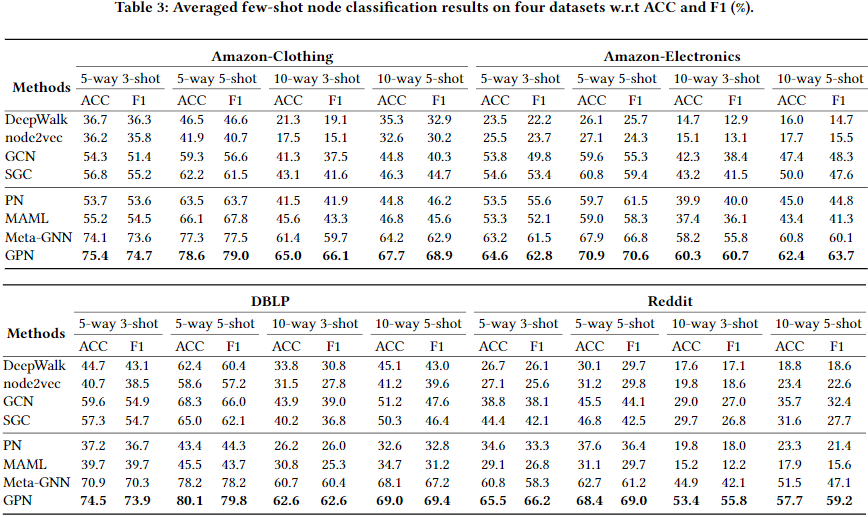 Table 3: Averaged few-shot node classification results on four datasets w.r.t ACC and F1 (%).
Amazon-Clothing Amazon-Electronics
Methods 5-way 3-shot 5-way 5-shot 10-way 3-shot 10-way 5-shot 5-way 3-shot 5-way 5-shot 10-way 3-shot 10-way 5-shot
ACC F1 ACC F1 ACC F1 ACC F1 ACC F1 ACC F1 ACC F1 ACC F1
DeepWalk 36.7 36.3 46.5 46.6 21.3 19.1 35.3 32.9 23.5 22.2 26.1 25.7 14.7 12.9 16.0 14.7
node2vec 36.2 35.8 41.9 40.7 17.5 15.1 32.6 30.2 25.5 23.7 27.1 24.3 15.1 13.1 17.7 15.5
GCN 54.3 51.4 59.3 56.6 41.3 37.5 44.8 40.3 53.8 49.8 59.6 55.3 42.3 38.4 47.4 48.3
SGC 56.8 55.2 62.2 61.5 43.1 41.6 46.3 44.7 54.6 53.4 60.8 59.4 43.2 41.5 50.0 47.6
PN 53.7 53.6 63.5 63.7 41.5 41.9 44.8 46.2 53.5 55.6 59.7 61.5 39.9 40.0 45.0 44.8
MAML 55.2 54.5 66.1 67.8 45.6 43.3 46.8 45.6 53.3 52.1 59.0 58.3 37.4 36.1 43.4 41.3
Meta-GNN 74.1 73.6 77.3 77.5 61.4 59.7 64.2 62.9 63.2 61.5 67.9 66.8 58.2 55.8 60.8 60.1
GPN 75.4 74.7 78.6 79.0 65.0 66.1 67.7 68.9 64.6 62.8 70.9 70.6 60.3 60.7 62.4 63.7
DBLP Reddit
Methods 5-way 3-shot 5-way 5-shot 10-way 3-shot 10-way 5-shot 5-way 3-shot 5-way 5-shot 10-way 3-shot 10-way 5-shot
ACC F1 ACC F1 ACC F1 ACC F1 ACC F1 ACC F1 ACC F1 ACC F1
DeepWalk 44.7 43.1 62.4 60.4 33.8 30.8 45.1 43.0 26.7 26.1 30.1 29.7 17.6 17.1 18.8 18.6
node2vec 40.7 38.5 58.6 57.2 31.5 27.8 41.2 39.6 27.1 25.6 31.2 29.8 19.8 18.6 23.4 22.6
GCN 59.6 54.9 68.3 66.0 43.9 39.0 51.2 47.6 38.8 38.1 45.5 44.1 29.0 27.0 35.7 32.4
SGC 57.3 54.7 65.0 62.1 40.2 36.8 50.3 46.4 44.4 42.1 46.8 42.5 29.7 26.8 31.6 27.7
PN 37.2 36.7 43.4 44.3 26.2 26.0 32.6 32.8 34.6 33.3 37.6 36.4 19.8 18.0 23.3 21.4
MAML 39.7 39.7 45.5 43.7 30.8 25.3 34.7 31.2 29.1 26.8 31.1 29.7 15.2 12.2 17.9 15.6
Meta-GNN 70.9 70.3 78.2 78.2 60.7 60.4 68.1 67.2 60.8 58.3 62.7 61.2 44.9 42.1 51.5 47.1
GPN 74.5 73.9 80.1 79.8 62.6 62.6 69.0 69.4 65.5 66.2 68.4 69.0 53.4 55.8 57.7 59.2